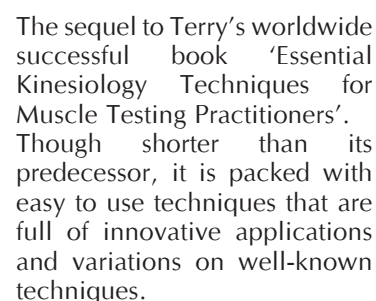 The sequel to Terry’s worldwide
successful book ‘Essential
Kinesiology Techniques for
Muscle Testing Practitioners’.
Though shorter than its
predecessor, it is packed with
easy to use techniques that are
full of innovative applications
and variations on well-known
techniques.